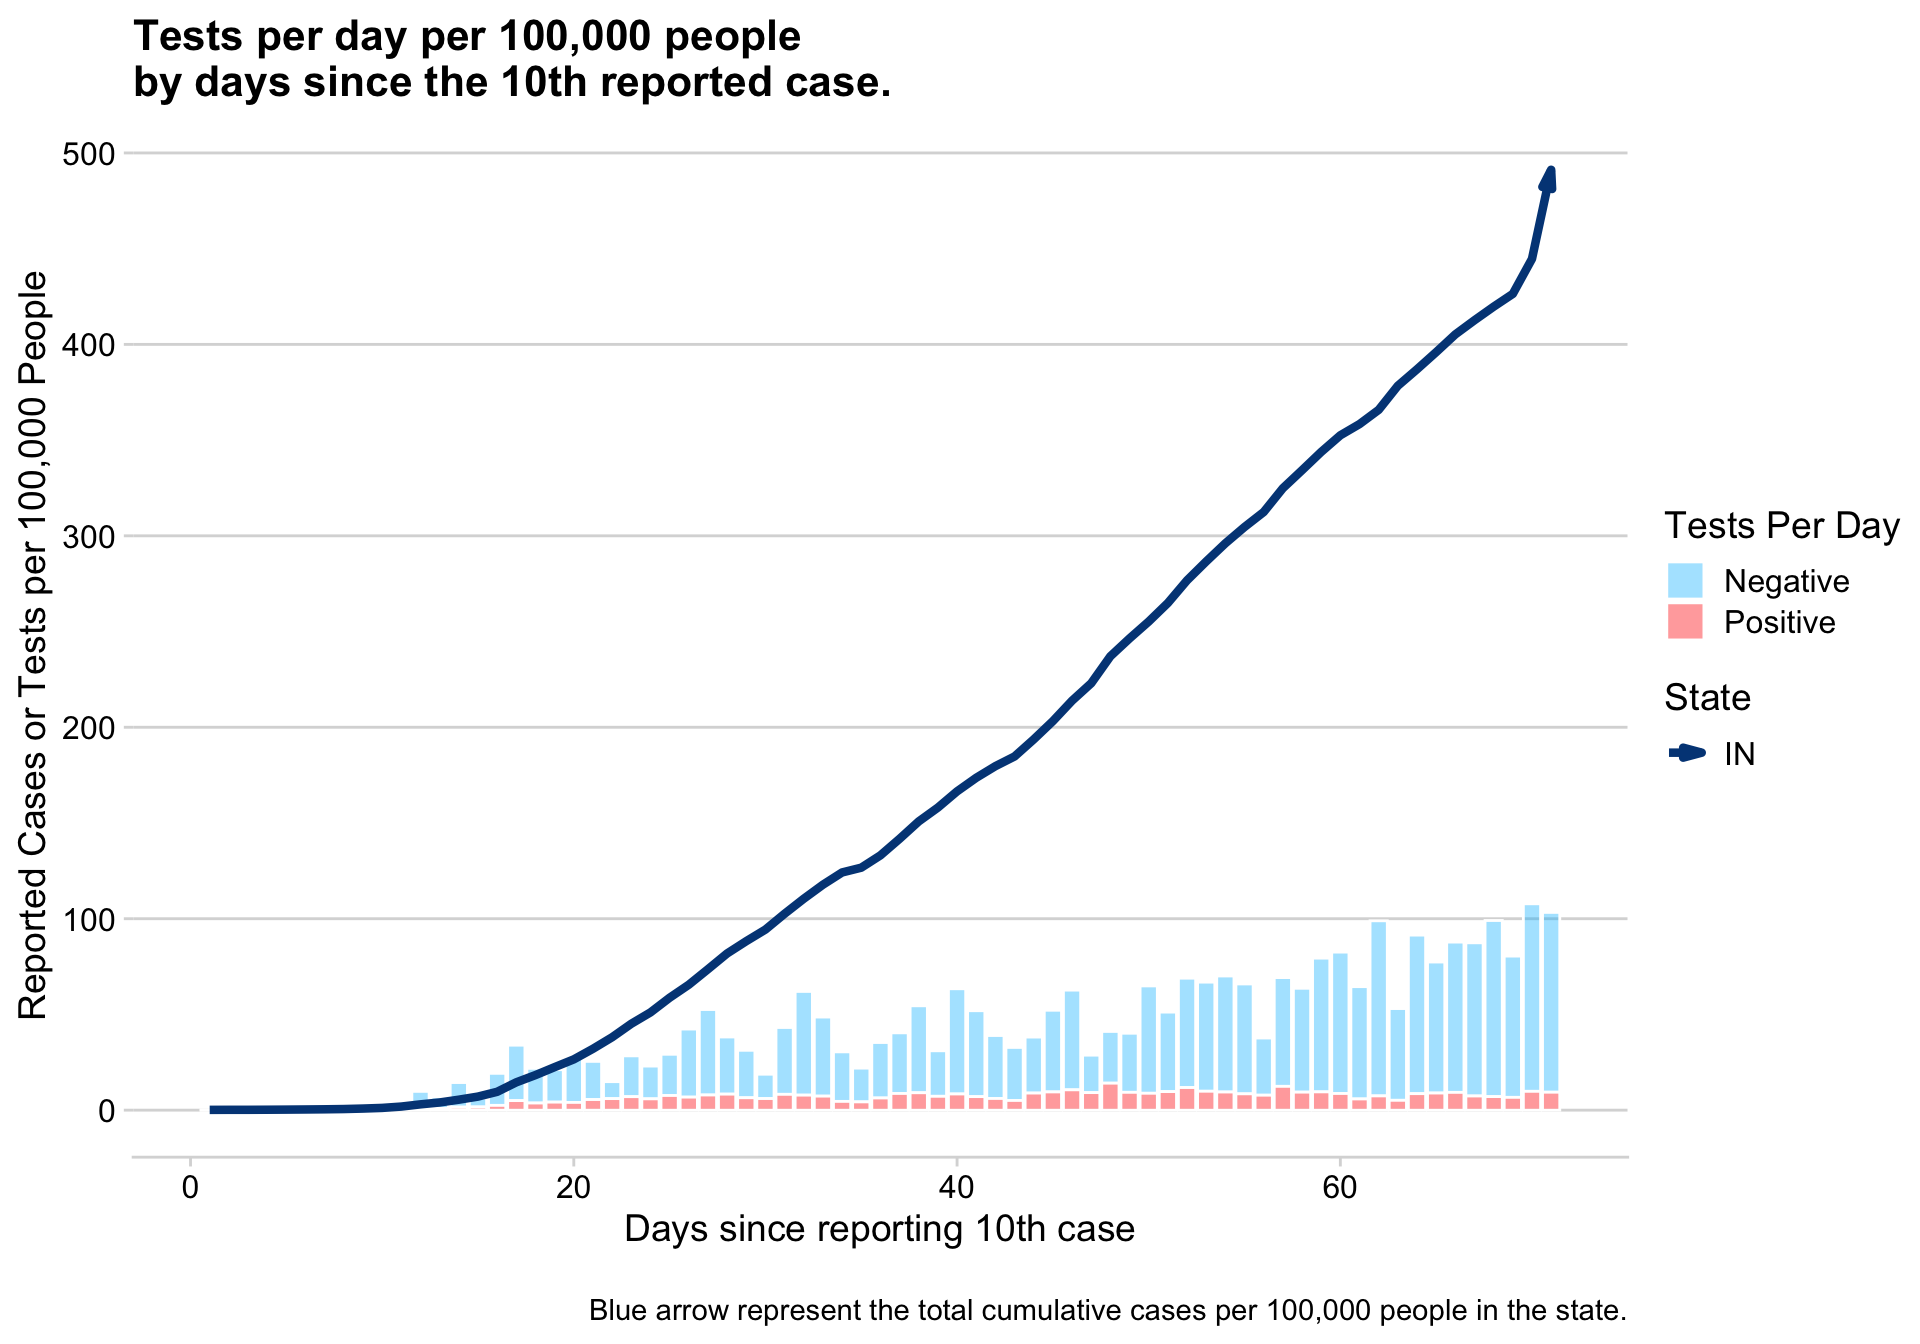 Tests per day per 100,000 people
by days since the 10th reported case.
Reported Cases or Tests per 100,000 People
500
400
300
200
100
0
0
20
40
60
Days since reporting 10th case
Tests Per Day
Negative
Positive
State
IN
Blue arrow represent the total cumulative cases per 100,000 people in the state.